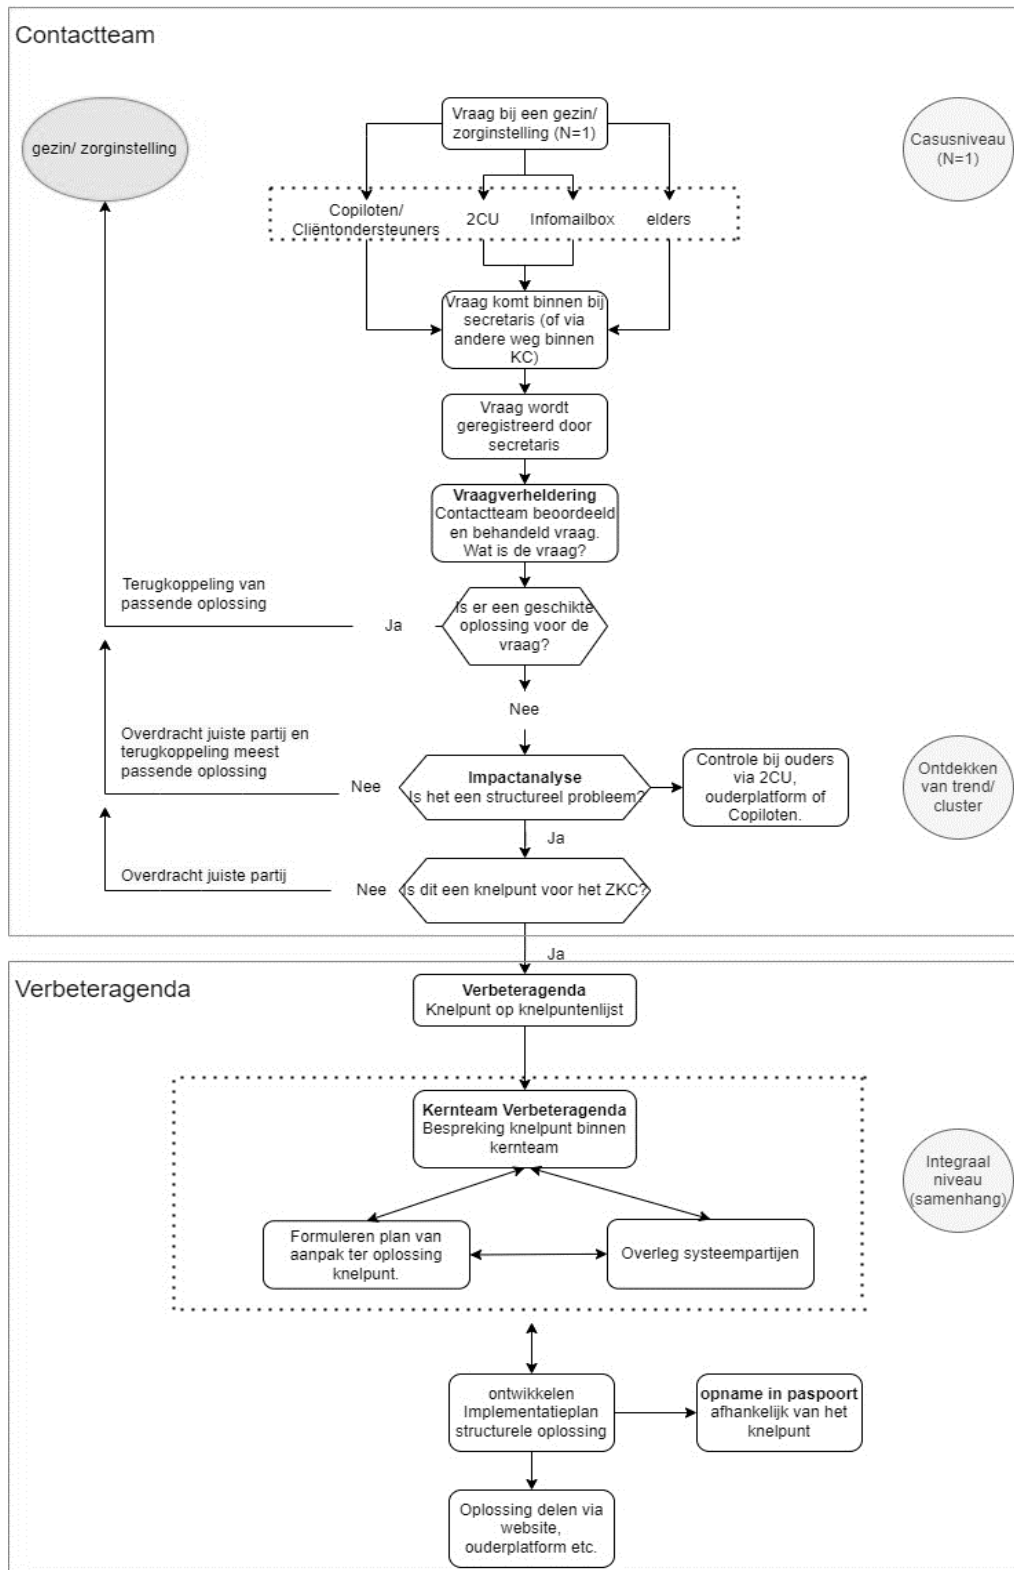 Contactteam
gezin/ zorginstelling
Vraag bij een gezin/
zorginstelling (N=1)
Casusniveau
(N=1)
Copiloten/
Cliëntondersteuners
2CU
Infomailbox
elders
Vraag komt binnen bij
secretaris (of via
andere weg binnen
KC)
Vraag wordt
geregistreerd door
secretaris
Vraagverheldering
Contactteam beoordeeld
en behandeld vraag.
Wat is de vraag?
Terugkoppeling van
passende oplossing
Ja
Is er een geschikte
oplossing voor de
vraag?
Nee
Overdracht juiste partij en
terugkoppeling meest
passende oplossing
Nee
Impactanalyse
Is het een structureel probleem?
Controle bij ouders
via 2CU,
ouderplatform of
Copiloten.
Ontdekken
van trend/
cluster
Ja
Overdracht juiste partij
Nee
Is dit een knelpunt voor het ZKC?
Ja
Verbeteragenda
Verbeteragenda
Knelpunt op knelpuntenlijst
Kernteam Verbeteragenda
Bespreking knelpunt binnen
kernteam
Integraal
niveau
(samenhang)
Formuleren plan van
aanpak ter oplossing
knelpunt.
Overleg systeempartijen
ontwikkelen
Implementatieplan
structurele oplossing
opname in paspoort
afhankelijk van het
knelpunt
Oplossing delen via
website,
ouderplatform etc.